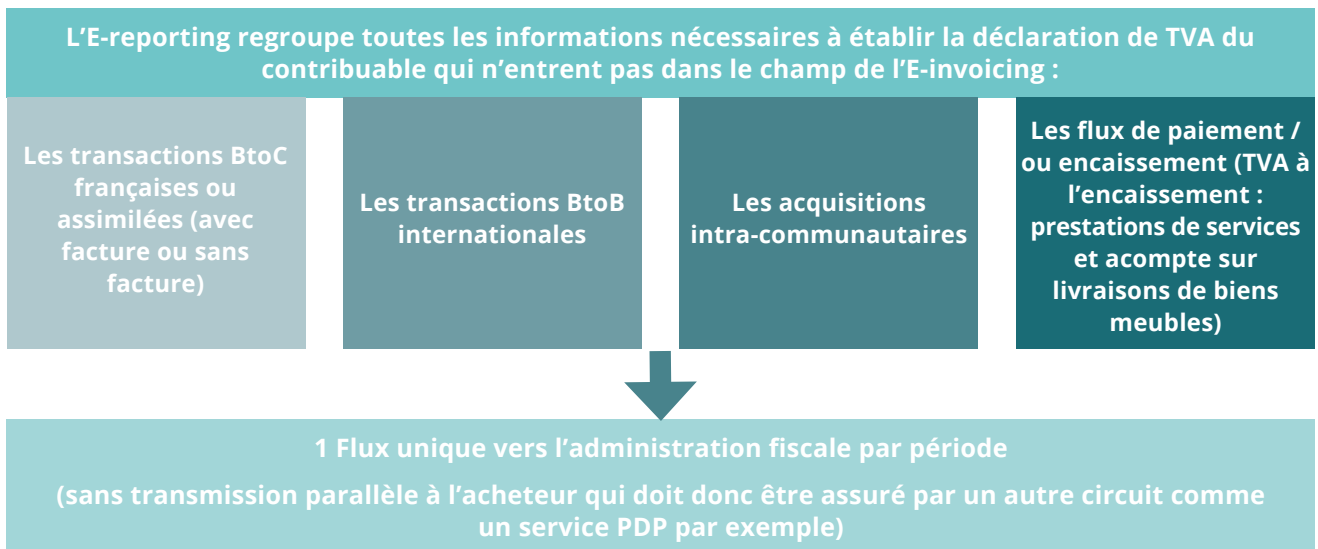 L’E-reporting regroupe toutes les informations nécessaires à établir la déclaration de TVA du
contribuable qui n’entrent pas dans le champ de l’E-invoicing :
Les transactions BtoC
françaises ou
assimilées (avec
facture ou sans
facture)
Les transactions BtoB
internationales
Les acquisitions
intra-communautaires
Les flux de paiement /
ou encaissement (TVA à
l’encaissement :
prestations de services
et acompte sur
livraisons de biens
meubles)
1 Flux unique vers l’administration fiscale par période
(sans transmission parallèle à l’acheteur qui doit donc être assuré par un autre circuit comme
un service PDP par exemple)